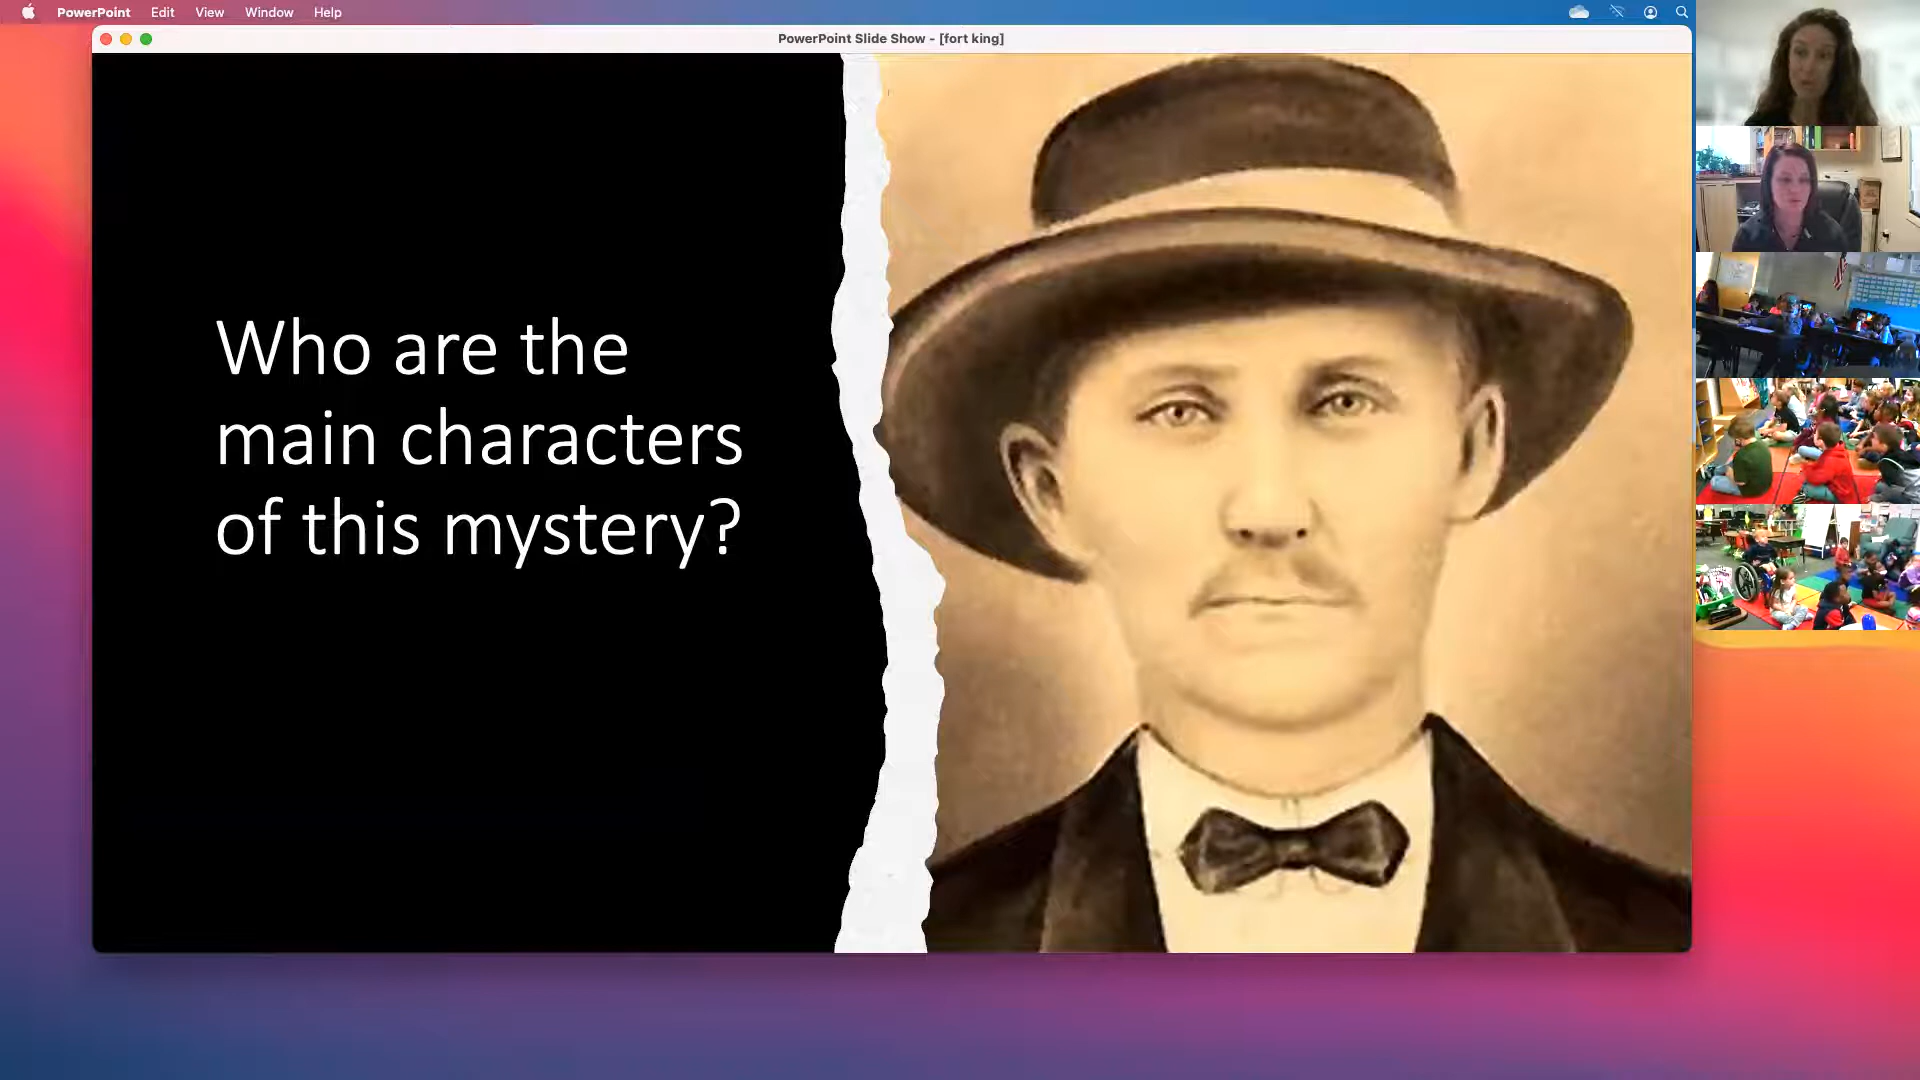 PowerPoint Edit View Window Help
PowerPoint Slide Show - [fort king]
Who are the
main characters
of this mystery?